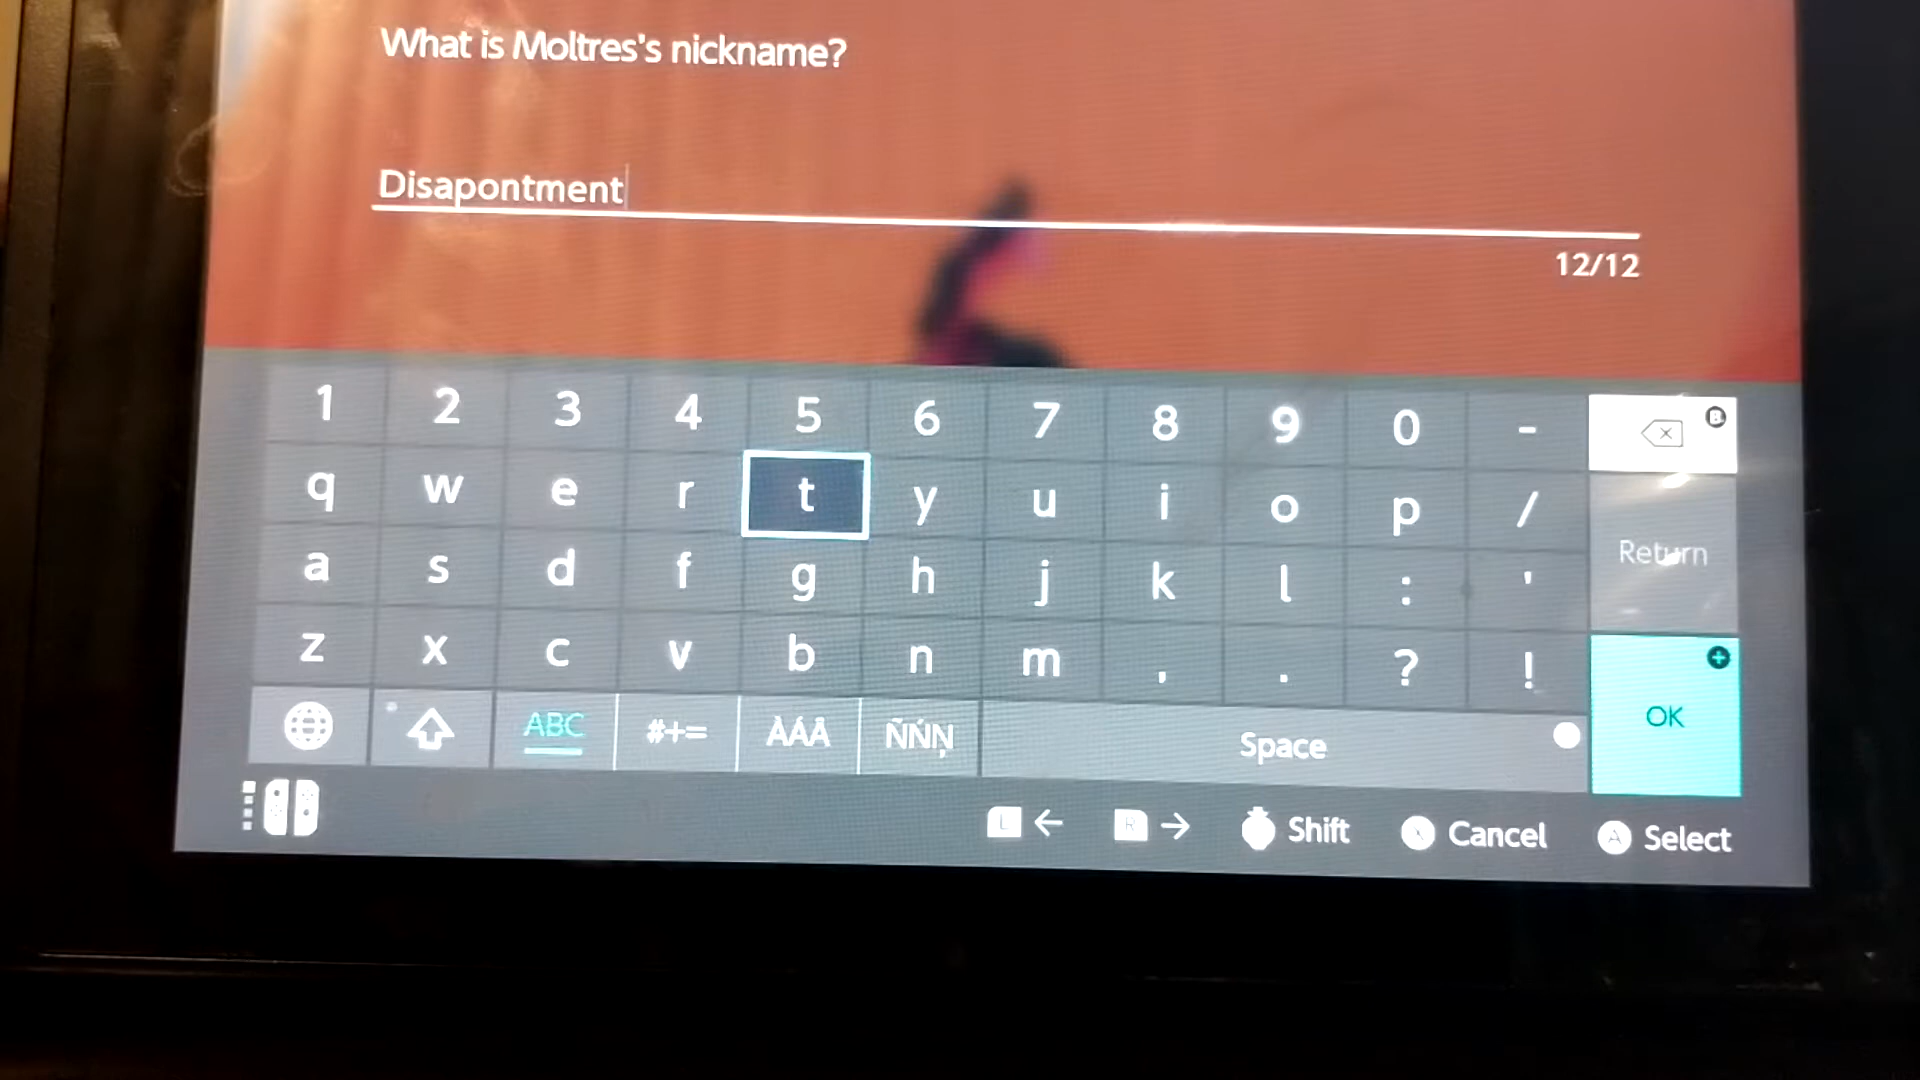 What is Moltres's nickname?
Disapontment
12/12
1 2 3 4 5 6 7 8 9 0 - B
q w e r t y u i o p /
Return
a s d f g h j k l : '
z x c v b n m , . ? ! +
OK
ABC #+= ÀÁÂ ÑŃŅ Space
L ← R → Shift X Cancel A Select